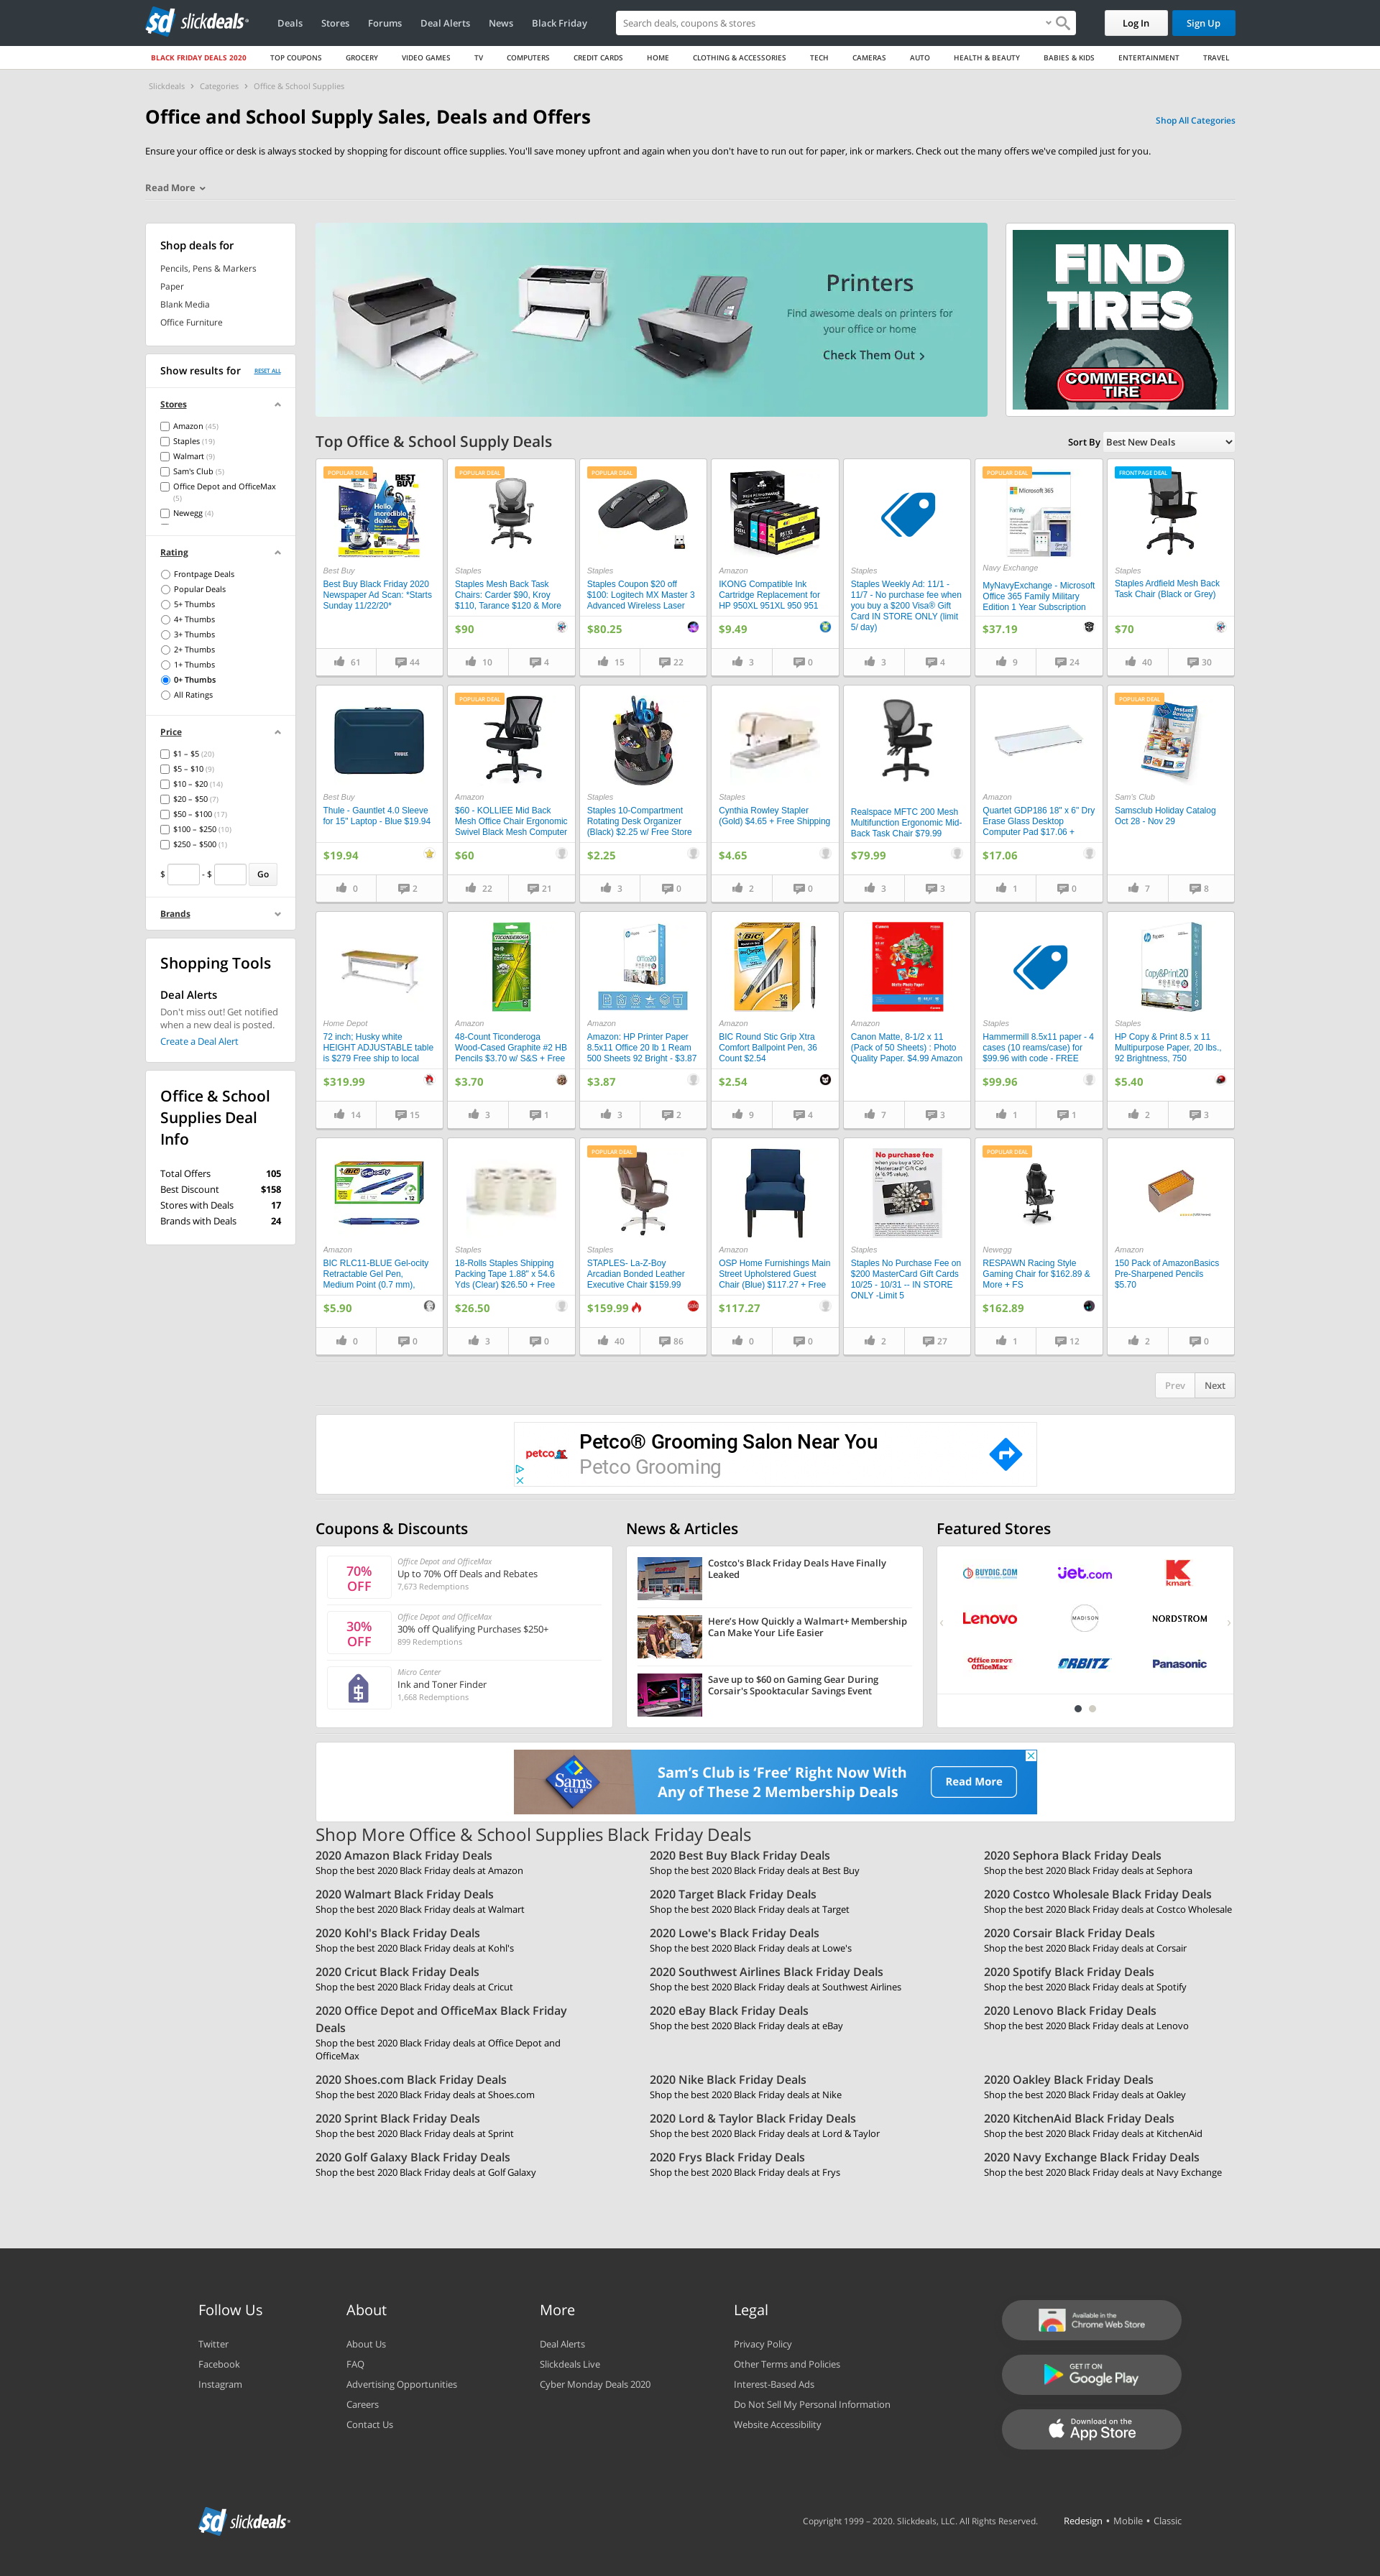 sd slickdeals
Deals Stores Forums Deal Alerts News Black Friday
Search deals, coupons & stores
Log In Sign Up
BLACK FRIDAY DEALS 2020 TOP COUPONS GROCERY VIDEO GAMES TV COMPUTERS CREDIT CARDS HOME CLOTHING & ACCESSORIES TECH CAMERAS AUTO HEALTH & BEAUTY BABIES & KIDS ENTERTAINMENT TRAVEL
Slickdeals › Categories › Office & School Supplies
Office and School Supply Sales, Deals and Offers
Shop All Categories
Ensure your office or desk is always stocked by shopping for discount office supplies. You'll save money upfront and again when you don't have to run out for paper, ink or markers. Check out the many offers we've compiled just for you.
Read More
Shop deals for
Pencils, Pens & Markers
Paper
Blank Media
Office Furniture
Show results for RESET ALL
Stores
Amazon (45)
Staples (19)
Walmart (9)
Sam's Club (5)
Office Depot and OfficeMax
(5)
Newegg (4)
Rating
Frontpage Deals
Popular Deals
5+ Thumbs
4+ Thumbs
3+ Thumbs
2+ Thumbs
1+ Thumbs
0+ Thumbs
All Ratings
Price
$1 – $5 (20)
$5 – $10 (9)
$10 – $20 (14)
$20 – $50 (7)
$50 – $100 (17)
$100 – $250 (10)
$250 – $500 (1)
$ - $ Go
Brands
Shopping Tools
Deal Alerts
Don't miss out! Get notified
when a new deal is posted.
Create a Deal Alert
Office & School
Supplies Deal
Info
Total Offers 105
Best Discount $158
Stores with Deals 17
Brands with Deals 24
Printers
Find awesome deals on printers for
your office or home
Check Them Out
FIND
TIRES
COMMERCIAL
TIRE
Top Office & School Supply Deals
Sort By Best New Deals
POPULAR DEAL
BEST BUY
Hello,
incredible
deals.
Best Buy
Best Buy Black Friday 2020
Newspaper Ad Scan: *Starts
Sunday 11/22/20*
61 44
POPULAR DEAL
Staples
Staples Mesh Back Task
Chairs: Carder $90, Kroy
$110, Tarance $120 & More
$90
10 4
POPULAR DEAL
Staples
Staples Coupon $20 off
$100: Logitech MX Master 3
Advanced Wireless Laser
$80.25
15 22
Amazon
IKONG Compatible Ink
Cartridge Replacement for
HP 950XL 951XL 950 951
$9.49
3 0
Staples
Staples Weekly Ad: 11/1 -
11/7 - No purchase fee when
you buy a $200 Visa® Gift
Card IN STORE ONLY (limit
5/ day)
3 4
POPULAR DEAL
Microsoft 365
Family
Navy Exchange
MyNavyExchange - Microsoft
Office 365 Family Military
Edition 1 Year Subscription
$37.19
9 24
FRONTPAGE DEAL
Staples
Staples Ardfield Mesh Back
Task Chair (Black or Grey)
$70
40 30
THULE
Best Buy
Thule - Gauntlet 4.0 Sleeve
for 15" Laptop - Blue $19.94
$19.94
0 2
POPULAR DEAL
Amazon
$60 - KOLLIEE Mid Back
Mesh Office Chair Ergonomic
Swivel Black Mesh Computer
$60
22 21
Staples
Staples 10-Compartment
Rotating Desk Organizer
(Black) $2.25 w/ Free Store
$2.25
3 0
Staples
Cynthia Rowley Stapler
(Gold) $4.65 + Free Shipping
$4.65
2 0
Realspace MFTC 200 Mesh
Multifunction Ergonomic Mid-
Back Task Chair $79.99
$79.99
3 3
Amazon
Quartet GDP186 18" x 6" Dry
Erase Glass Desktop
Computer Pad $17.06 +
$17.06
1 0
POPULAR DEAL
Instant
Savings
Sam's Club
Samsclub Holiday Catalog
Oct 28 - Nov 29
7 8
Home Depot
72 inch; Husky white
HEIGHT ADJUSTABLE table
is $279 Free ship to local
$319.99
14 15
TICONDEROGA
Amazon
48-Count Ticonderoga
Wood-Cased Graphite #2 HB
Pencils $3.70 w/ S&S + Free
$3.70
3 1
Office20
Amazon
Amazon: HP Printer Paper
8.5x11 Office 20 lb 1 Ream
500 Sheets 92 Bright - $3.87
$3.87
3 2
BIC
36
Amazon
BIC Round Stic Grip Xtra
Comfort Ballpoint Pen, 36
Count $2.54
$2.54
9 4
Canon
Matte Photo Paper
Amazon
Canon Matte, 8-1/2 x 11
(Pack of 50 Sheets) : Photo
Quality Paper. $4.99 Amazon
7 3
Staples
Hammermill 8.5x11 paper - 4
cases (10 reams/case) for
$99.96 with code - FREE
$99.96
1 1
Copy&Print20
Staples
HP Copy & Print 8.5 x 11
Multipurpose Paper, 20 lbs.,
92 Brightness, 750
$5.40
2 3
BIC Gelocity
12
Amazon
BIC RLC11-BLUE Gel-ocity
Retractable Gel Pen,
Medium Point (0.7 mm),
$5.90
0 0
Staples
18-Rolls Staples Shipping
Packing Tape 1.88" x 54.6
Yds (Clear) $26.50 + Free
$26.50
3 0
POPULAR DEAL
Staples
STAPLES- La-Z-Boy
Arcadian Bonded Leather
Executive Chair $159.99
$159.99
40 86
Amazon
OSP Home Furnishings Main
Street Upholstered Guest
Chair (Blue) $117.27 + Free
$117.27
0 0
No purchase fee
when you buy a $200
Mastercard® Gift Card
(a $6.95 value).
Staples
Staples No Purchase Fee on
$200 MasterCard Gift Cards
10/25 - 10/31 -- IN STORE
ONLY -Limit 5
2 27
POPULAR DEAL
Newegg
RESPAWN Racing Style
Gaming Chair for $162.89 &
More + FS
$162.89
1 12
Amazon
150 Pack of AmazonBasics
Pre-Sharpened Pencils
$5.70
2 0
Prev Next
petco
Petco® Grooming Salon Near You
Petco Grooming
Coupons & Discounts
70%
OFF
Office Depot and OfficeMax
Up to 70% Off Deals and Rebates
7,673 Redemptions
30%
OFF
Office Depot and OfficeMax
30% off Qualifying Purchases $250+
899 Redemptions
Micro Center
Ink and Toner Finder
1,668 Redemptions
News & Articles
Costco's Black Friday Deals Have Finally
Leaked
Here's How Quickly a Walmart+ Membership
Can Make Your Life Easier
Save up to $60 on Gaming Gear During
Corsair's Spooktacular Savings Event
Featured Stores
BUYDIG.COM jet.com kmart
Lenovo MADISON NORDSTROM
Office DEPOT
OfficeMax
ORBITZ Panasonic
Sam's
CLUB
Sam's Club is ‘Free’ Right Now With
Any of These 2 Membership Deals
Read More
Shop More Office & School Supplies Black Friday Deals
2020 Amazon Black Friday Deals
Shop the best 2020 Black Friday deals at Amazon
2020 Best Buy Black Friday Deals
Shop the best 2020 Black Friday deals at Best Buy
2020 Sephora Black Friday Deals
Shop the best 2020 Black Friday deals at Sephora
2020 Walmart Black Friday Deals
Shop the best 2020 Black Friday deals at Walmart
2020 Target Black Friday Deals
Shop the best 2020 Black Friday deals at Target
2020 Costco Wholesale Black Friday Deals
Shop the best 2020 Black Friday deals at Costco Wholesale
2020 Kohl's Black Friday Deals
Shop the best 2020 Black Friday deals at Kohl's
2020 Lowe's Black Friday Deals
Shop the best 2020 Black Friday deals at Lowe's
2020 Corsair Black Friday Deals
Shop the best 2020 Black Friday deals at Corsair
2020 Cricut Black Friday Deals
Shop the best 2020 Black Friday deals at Cricut
2020 Southwest Airlines Black Friday Deals
Shop the best 2020 Black Friday deals at Southwest Airlines
2020 Spotify Black Friday Deals
Shop the best 2020 Black Friday deals at Spotify
2020 Office Depot and OfficeMax Black Friday
Deals
Shop the best 2020 Black Friday deals at Office Depot and
OfficeMax
2020 eBay Black Friday Deals
Shop the best 2020 Black Friday deals at eBay
2020 Lenovo Black Friday Deals
Shop the best 2020 Black Friday deals at Lenovo
2020 Shoes.com Black Friday Deals
Shop the best 2020 Black Friday deals at Shoes.com
2020 Nike Black Friday Deals
Shop the best 2020 Black Friday deals at Nike
2020 Oakley Black Friday Deals
Shop the best 2020 Black Friday deals at Oakley
2020 Sprint Black Friday Deals
Shop the best 2020 Black Friday deals at Sprint
2020 Lord & Taylor Black Friday Deals
Shop the best 2020 Black Friday deals at Lord & Taylor
2020 KitchenAid Black Friday Deals
Shop the best 2020 Black Friday deals at KitchenAid
2020 Golf Galaxy Black Friday Deals
Shop the best 2020 Black Friday deals at Golf Galaxy
2020 Frys Black Friday Deals
Shop the best 2020 Black Friday deals at Frys
2020 Navy Exchange Black Friday Deals
Shop the best 2020 Black Friday deals at Navy Exchange
Follow Us
Twitter
Facebook
Instagram
About
About Us
FAQ
Advertising Opportunities
Careers
Contact Us
More
Deal Alerts
Slickdeals Live
Cyber Monday Deals 2020
Legal
Privacy Policy
Other Terms and Policies
Interest-Based Ads
Do Not Sell My Personal Information
Website Accessibility
Available in the
Chrome Web Store
GET IT ON
Google Play
Download on the
App Store
sd slickdeals
Copyright 1999 – 2020. Slickdeals, LLC. All Rights Reserved.
Redesign • Mobile • Classic